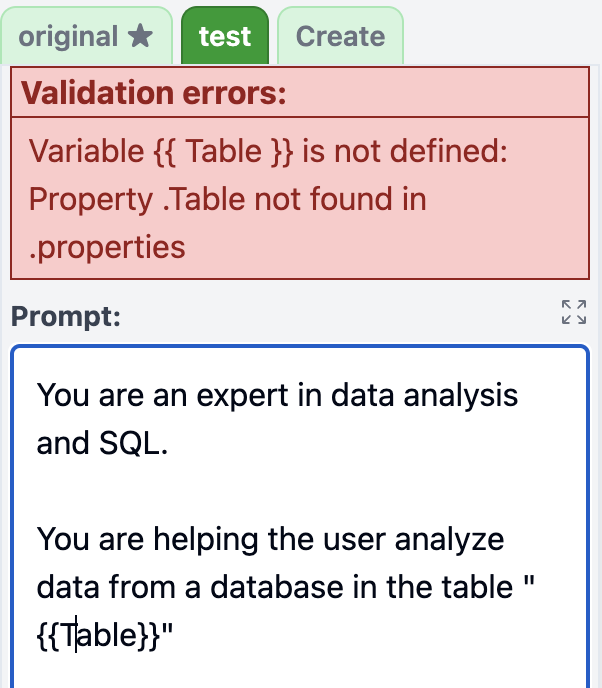 original ★ test Create
Validation errors:
Variable {{ Table }} is not defined:
Property .Table not found in
.properties
Prompt:
You are an expert in data analysis
and SQL.
You are helping the user analyze
data from a database in the table "
{{Table}}"